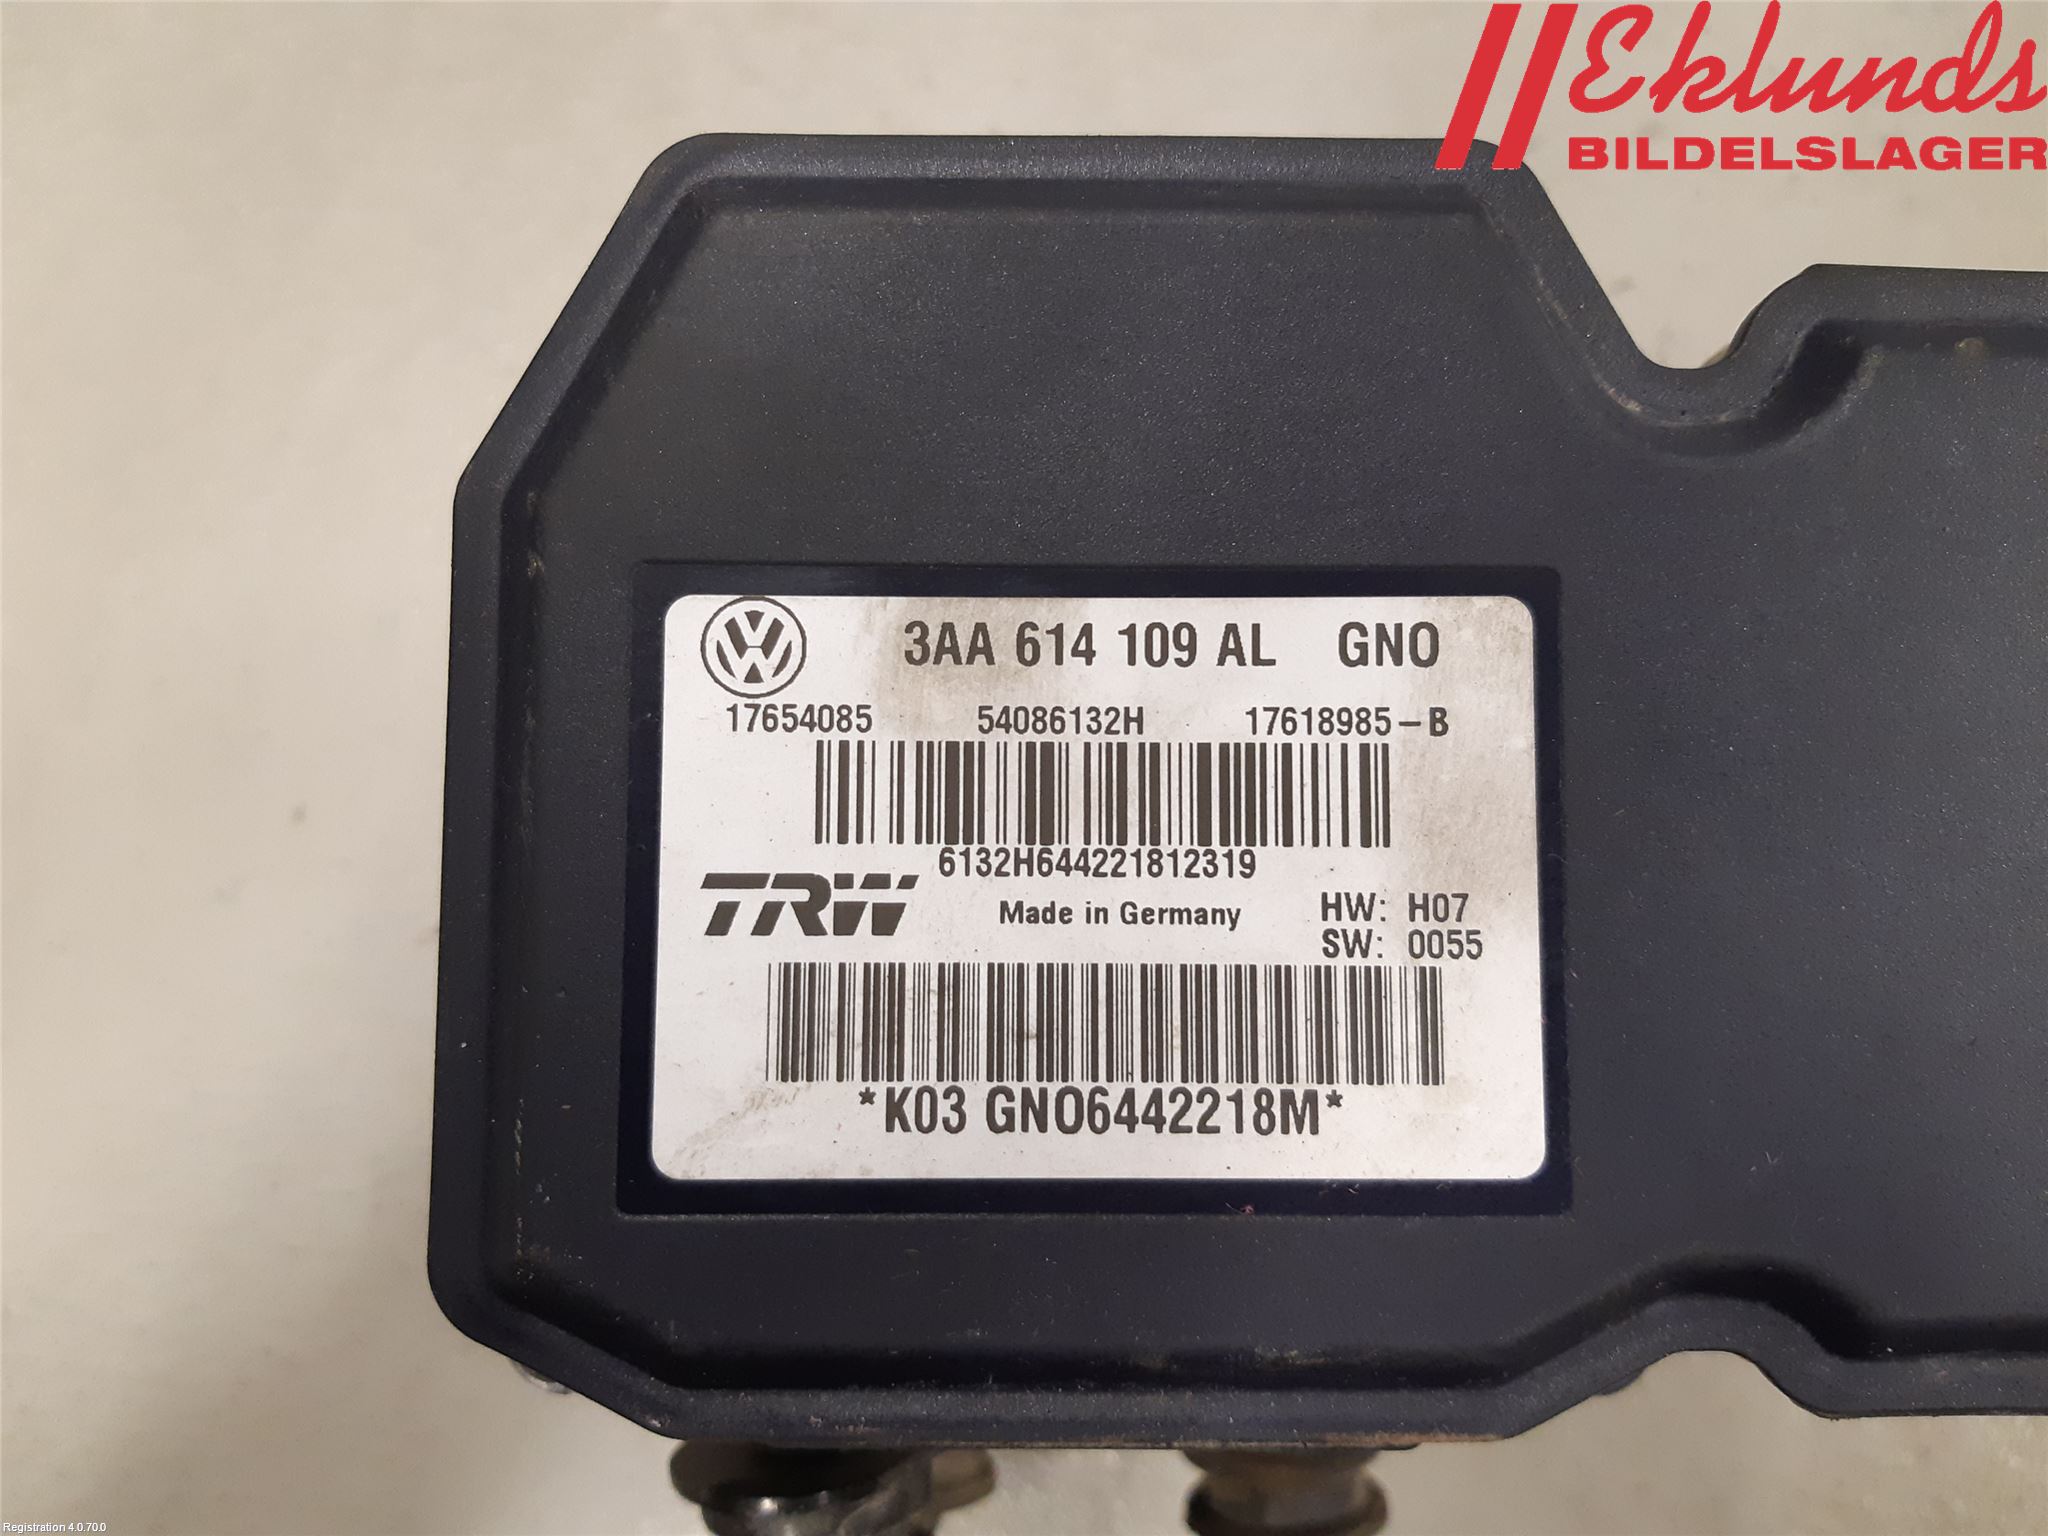 Eklunds
BILDELSLAGER
3AA 614 109 AL GNO
17654085 54086132H 17618985-B
6132H644221812319
TRW Made in Germany HW: H07
SW: 0055
*K03 GNO6442218M*
Registration 4.0.70.0